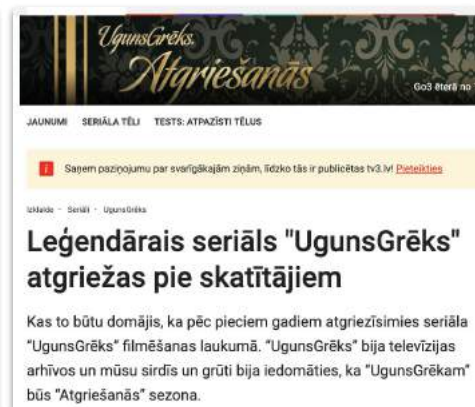 UgunsGrēks.
Atgriešanās
Go3 ēterā no
JAUNUMI SERIĀLA TĒLI TESTS: ATPAZĪSTI TĒLUS
Saņem paziņojumu par svarīgākajām ziņām, līdzko tās ir publicētas tv3.lv! Pieteikties
Izklaide - Seriāli - UgunsGrēks
Leģendārais seriāls "UgunsGrēks"
atgriežas pie skatītājiem
Kas to būtu domājis, ka pēc pieciem gadiem atgriezīsimies seriāla
"UgunsGrēks" filmēšanas laukumā. "UgunsGrēks" bija televīzijas
arhīvos un mūsu sirdīs un grūti bija iedomāties, ka "UgunsGrēkam"
būs "Atgriešanās" sezona.